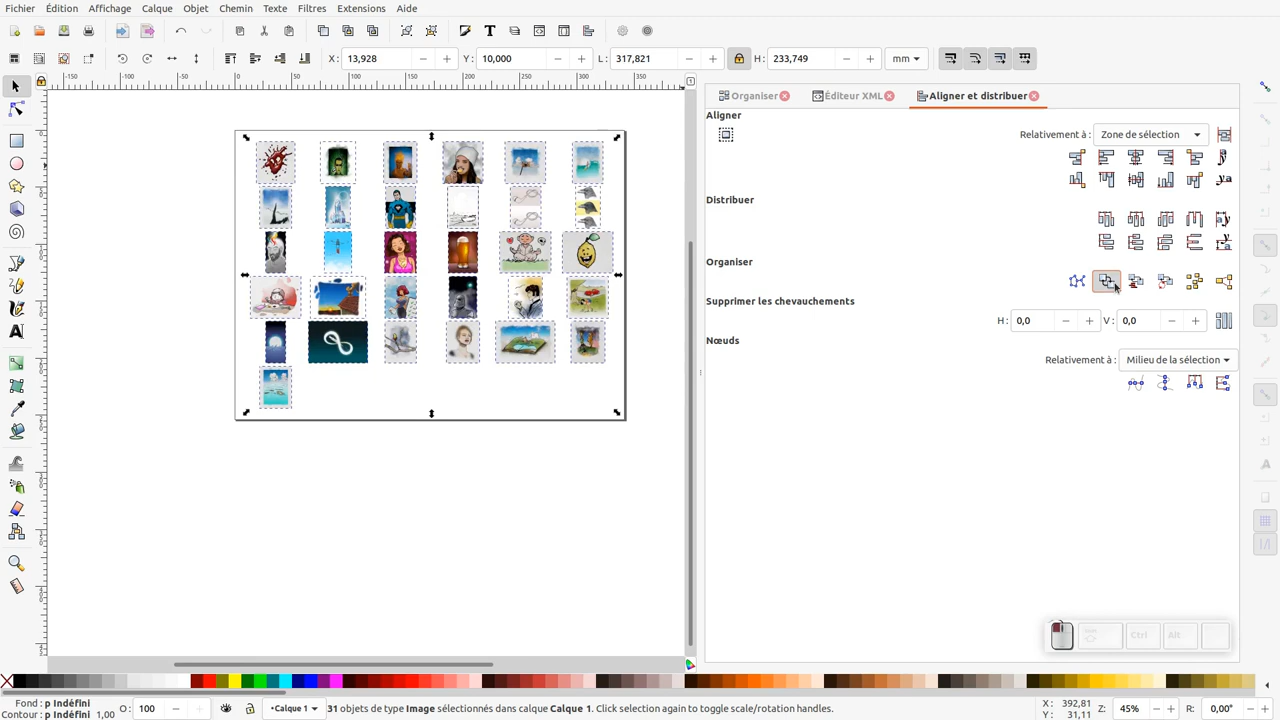 Fichier Édition Affichage Calque Objet Chemin Texte Filtres Extensions Aide
X: 13,928 − + Y: 10,000 − + L: 317,821 − + H: 233,749 − + mm
Organiser Éditeur XML Aligner et distribuer
Aligner
Relativement à : Zone de sélection
Distribuer
Organiser
Supprimer les chevauchements
H: 0,0 − + V: 0,0 − +
Nœuds
Relativement à : Milieu de la sélection
Ctrl Alt
Fond : p Indéfini
Contour : p Indéfini 1,00
O: 100 − + •Calque 1 31 objets de type Image sélectionnés dans calque Calque 1. Click selection again to toggle scale/rotation handles.
X: 392,81
Y: 31,11
Z: 45% − + R: 0,00° − +